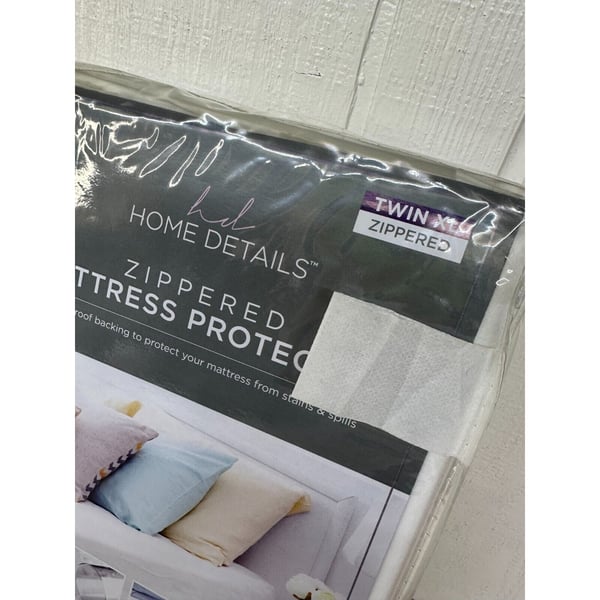 hd
HOME DETAILS™
TWIN XL
ZIPPERED
ZIPPERED
TTRESS PROTEC
roof backing to protect your mattress from stains & spills